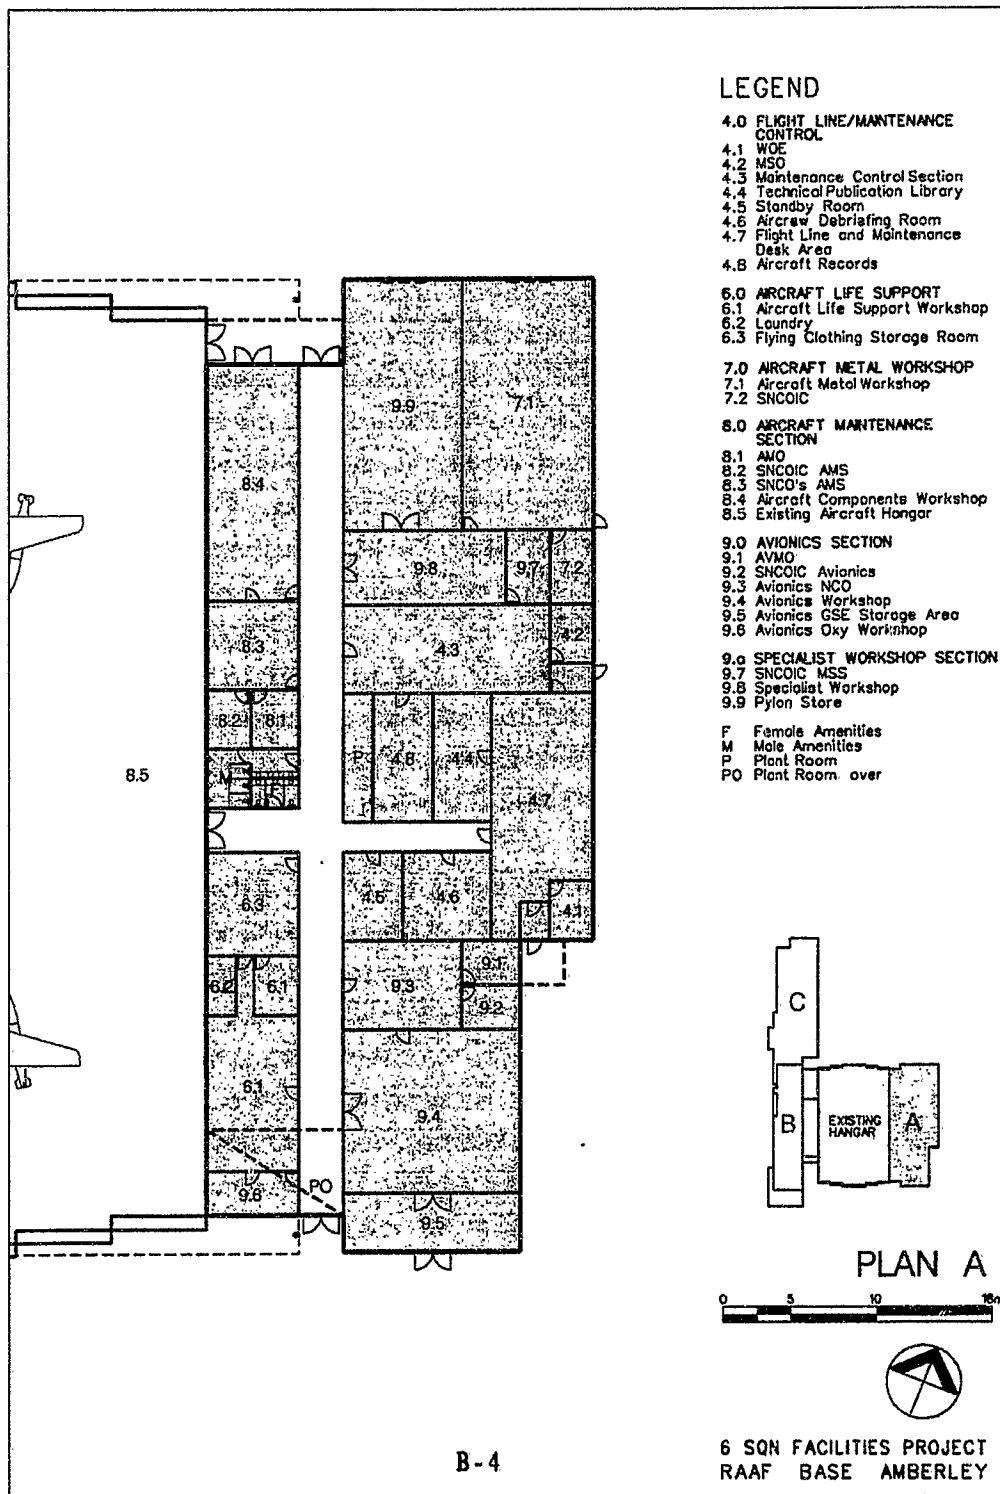 LEGEND
4.0 FLIGHT LINE/MAINTENANCE
CONTROL
4.1 WOE
4.2 MSO
4.3 Maintenance Control Section
4.4 Technical Publication Library
4.5 Standby Room
4.6 Aircrew Debriefing Room
4.7 Flight Line and Maintenance
Desk Area
4.8 Aircraft Records
6.0 AIRCRAFT LIFE SUPPORT
6.1 Aircraft Life Support Workshop
6.2 Laundry
6.3 Flying Clothing Storage Room
7.0 AIRCRAFT METAL WORKSHOP
7.1 Aircraft Metal Workshop
7.2 SNCOIC
8.0 AIRCRAFT MAINTENANCE
SECTION
8.1 AMO
8.2 SNCOIC AMS
8.3 SNCO's AMS
8.4 Aircraft Components Workshop
8.5 Existing Aircraft Hangar
9.0 AVIONICS SECTION
9.1 AVMO
9.2 SNCOIC Avionics
9.3 Avionics NCO
9.4 Avionics Workshop
9.5 Avionics GSE Storage Area
9.6 Avionics Oxy Workshop
9.a SPECIALIST WORKSHOP SECTION
9.7 SNCOIC MSS
9.8 Specialist Workshop
9.9 Pylon Store
F Female Amenities
M Male Amenities
P Plant Room
PO Plant Room over
9.9
7.1
8.4
9.8
9.7
7.2
8.3
4.3
4.2
8.2
8.1
P
4.8
4.4
4.7
M
F
8.5
6.3
4.5
4.6
4.1
6.2
6.1
9.3
9.1
9.2
6.1
9.4
9.6
PO
9.5
C
B
EXISTING
HANGAR
A
PLAN A
0 5 10 16m
B-4
6 SQN FACILITIES PROJECT
RAAF BASE AMBERLEY